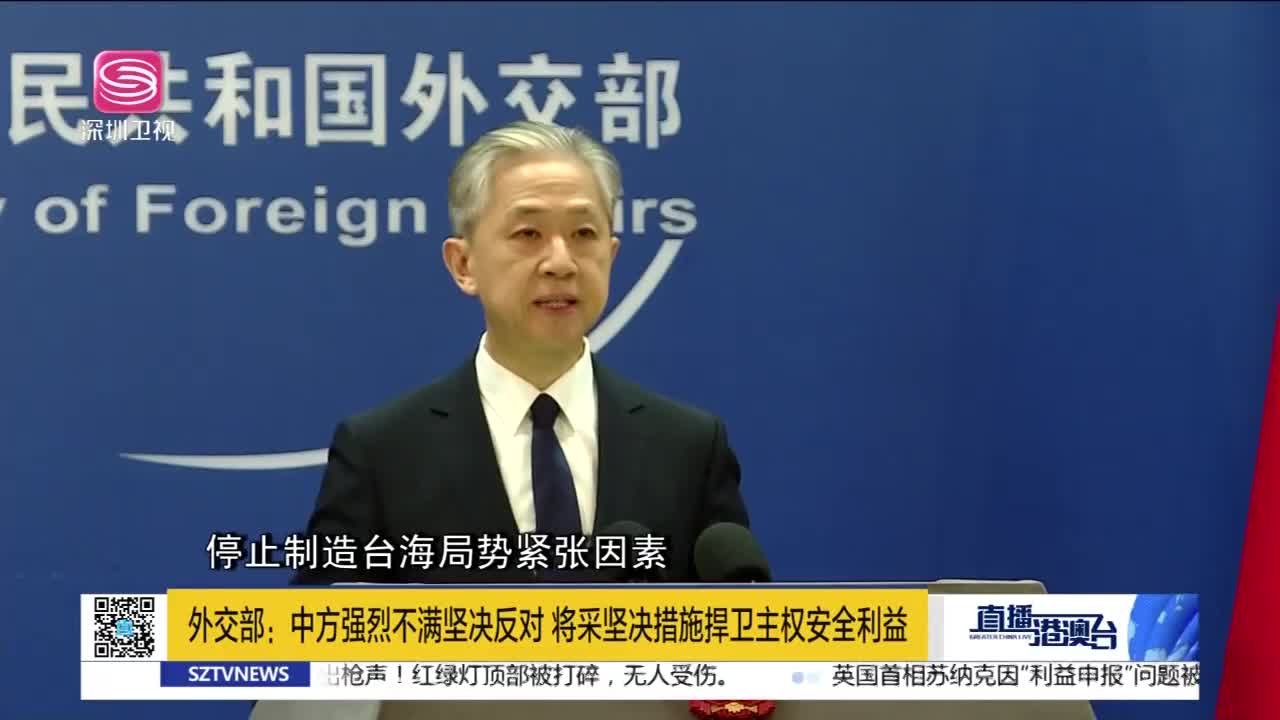 民共和国外交部
深圳卫视
y of Foreign A irs
停止制造台海局势紧张因素
外交部：中方强烈不满坚决反对 将采坚决措施捍卫主权安全利益
直播港澳台
GREATER CHINA LIVE
SZTVNEWS
出枪声！红绿灯顶部被打碎，无人受伤。 英国首相苏纳克因“利益申报”问题被